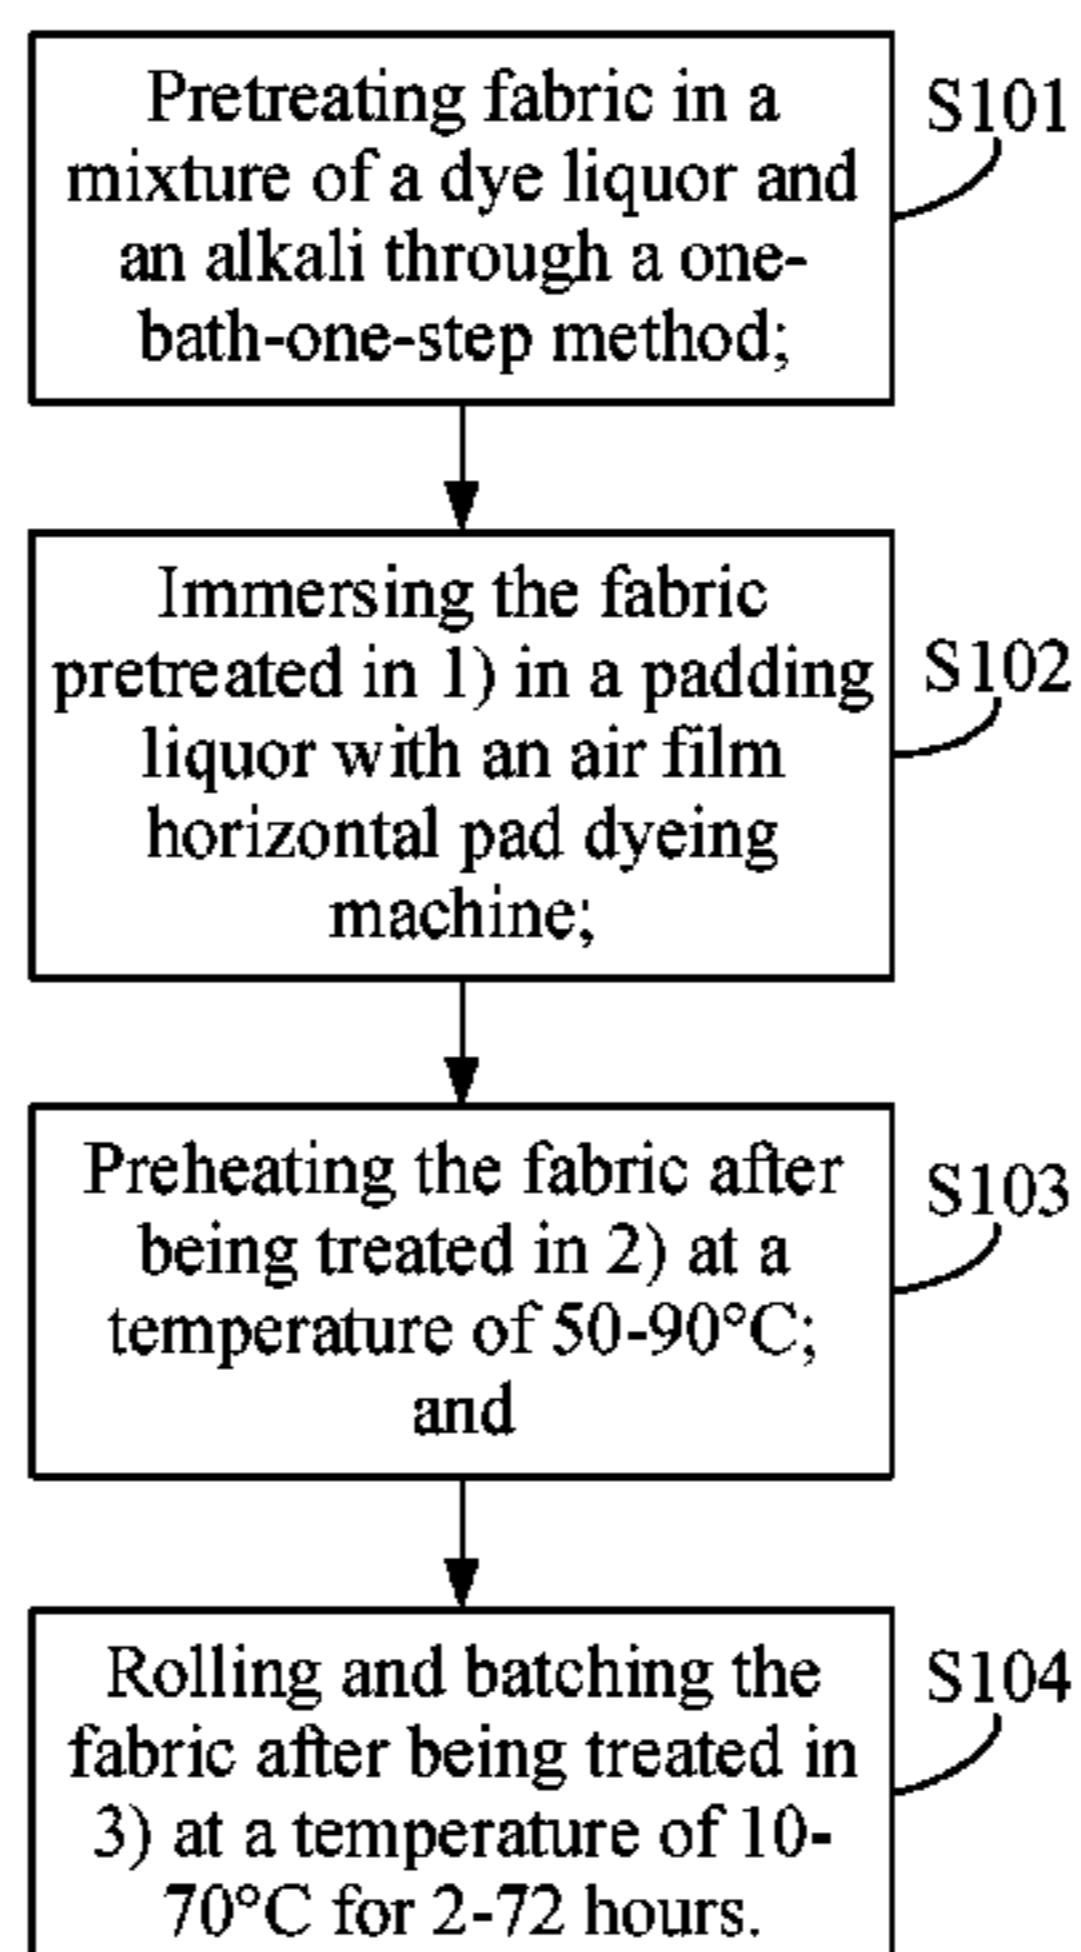 Pretreating fabric in a
mixture of a dye liquor and
an alkali through a one-
bath-one-step method;
S101
Immersing the fabric
pretreated in 1) in a padding
liquor with an air film
horizontal pad dyeing
machine;
S102
Preheating the fabric after
being treated in 2) at a
temperature of 50-90°C;
and
S103
Rolling and batching the
fabric after being treated in
3) at a temperature of 10-
70°C for 2-72 hours.
S104